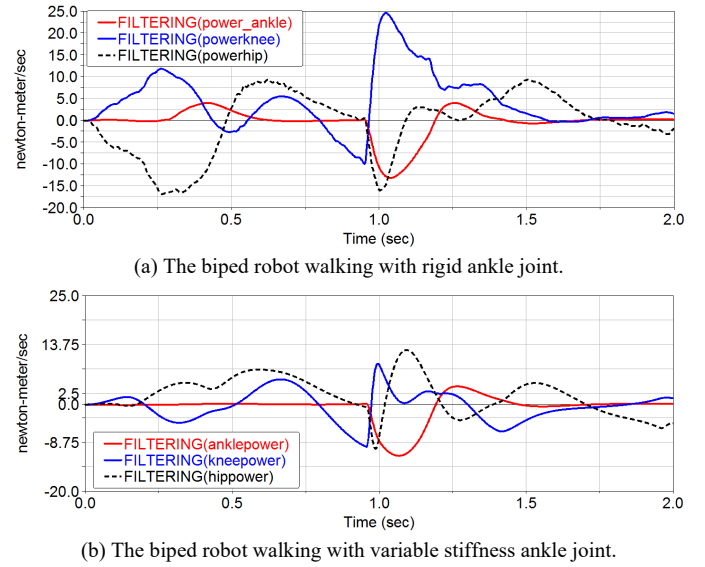 25.0
20.0
15.0
10.0
5.0
0.0
-5.0
-10.0
-15.0
-20.0
newton-meter/sec
FILTERING(power_ankle)
FILTERING(powerknee)
FILTERING(powerhip)
0.0 0.5 1.0 1.5 2.0
Time (sec)
(a) The biped robot walking with rigid ankle joint.
25.0
13.75
2.5
0.0
-8.75
-20.0
newton-meter/sec
FILTERING(anklepower)
FILTERING(kneepower)
FILTERING(hippower)
0.0 0.5 1.0 1.5 2.0
Time (sec)
(b) The biped robot walking with variable stiffness ankle joint.